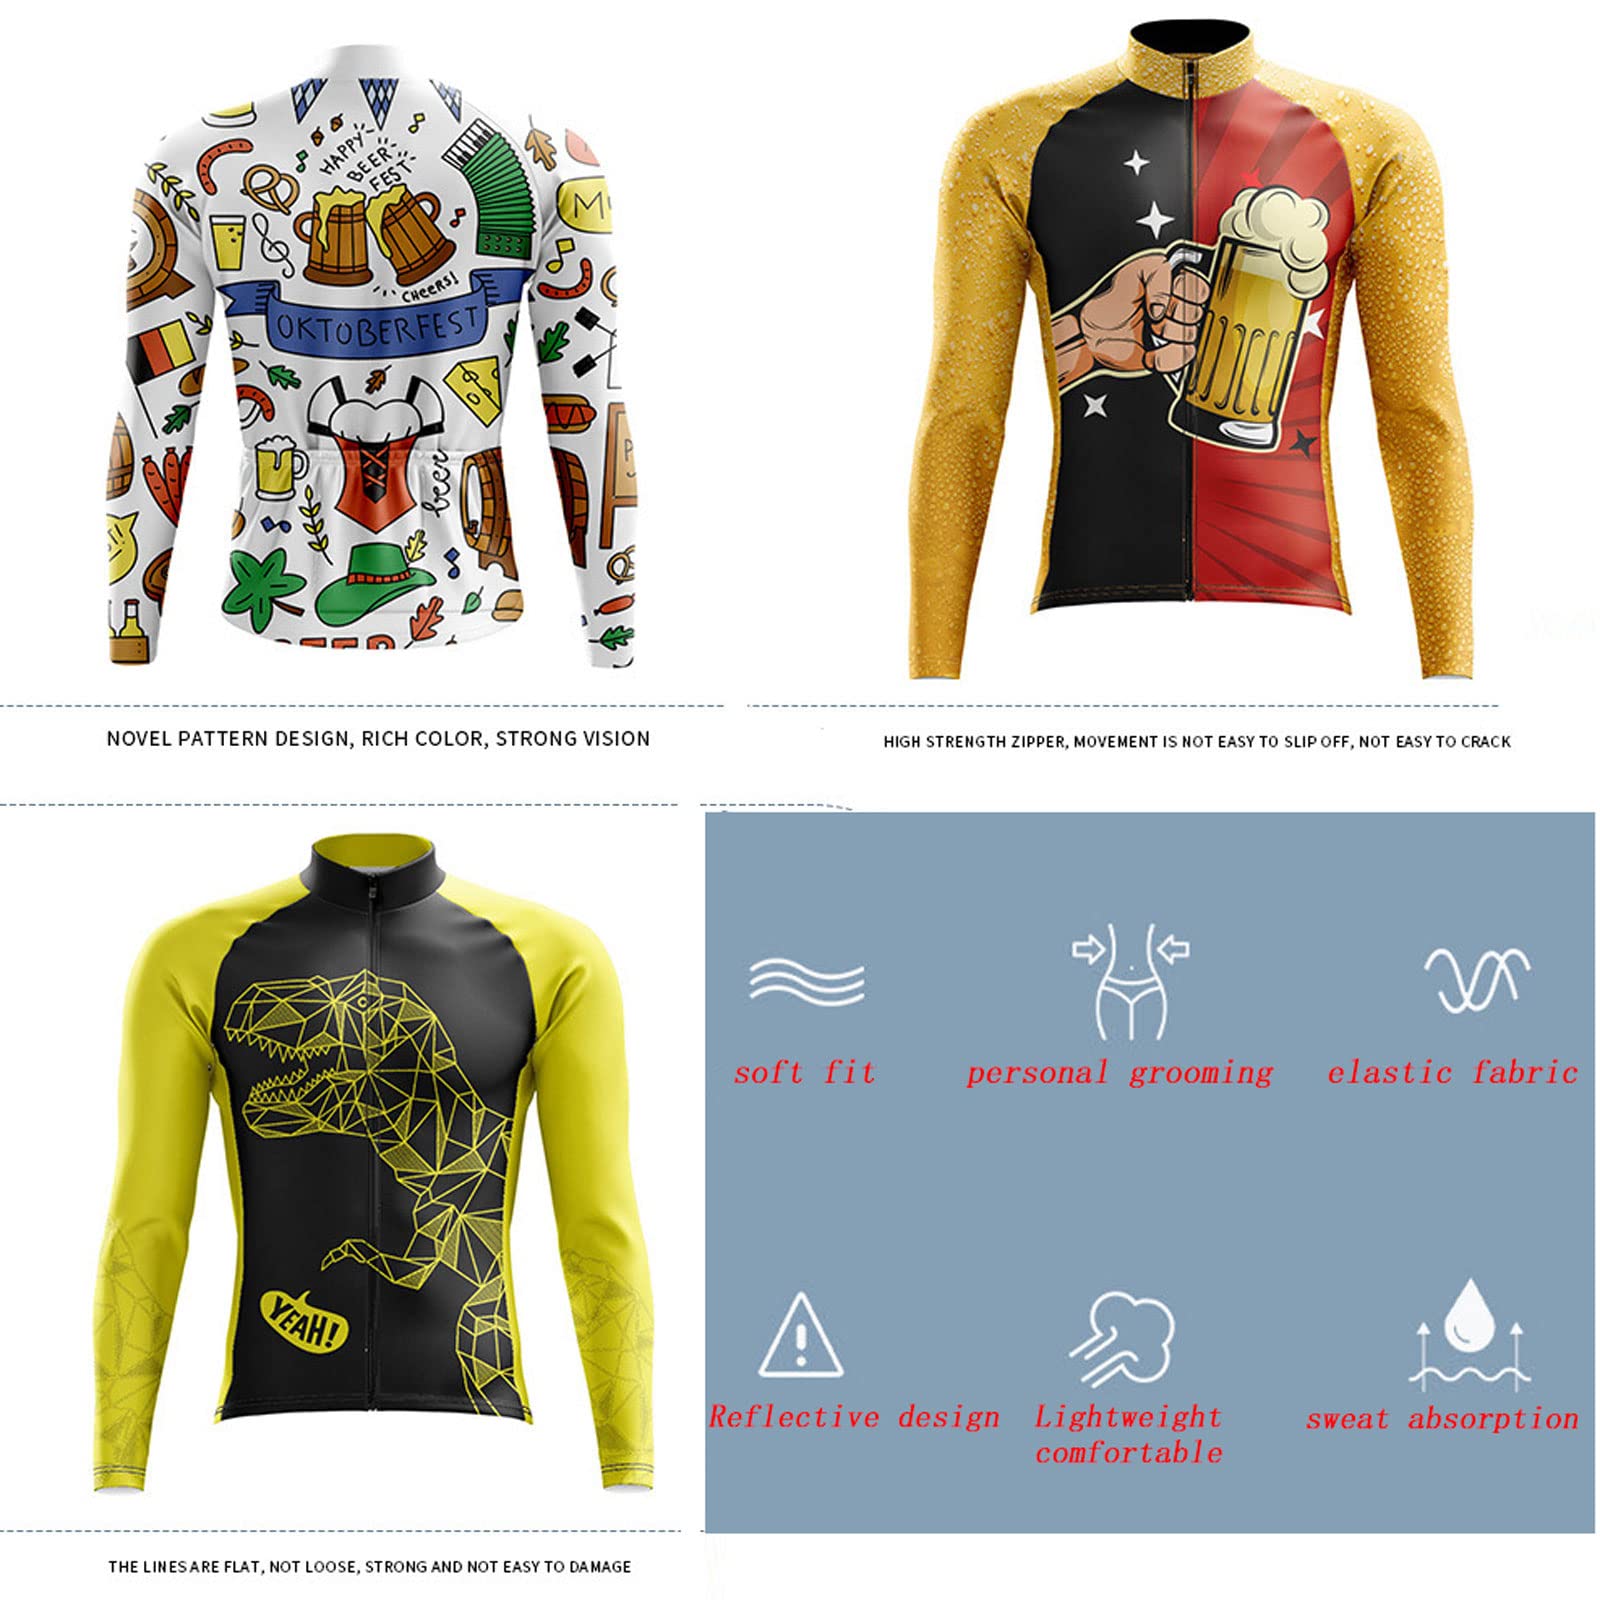 HAPPY
BEER
FEST
CHEERS!
OKTOBERFEST
beer
NOVEL PATTERN DESIGN, RICH COLOR, STRONG VISION
HIGH STRENGTH ZIPPER, MOVEMENT IS NOT EASY TO SLIP OFF, NOT EASY TO CRACK
YEAH!
THE LINES ARE FLAT, NOT LOOSE, STRONG AND NOT EASY TO DAMAGE
soft fit
personal grooming
elastic fabric
Reflective design
Lightweight
comfortable
sweat absorption